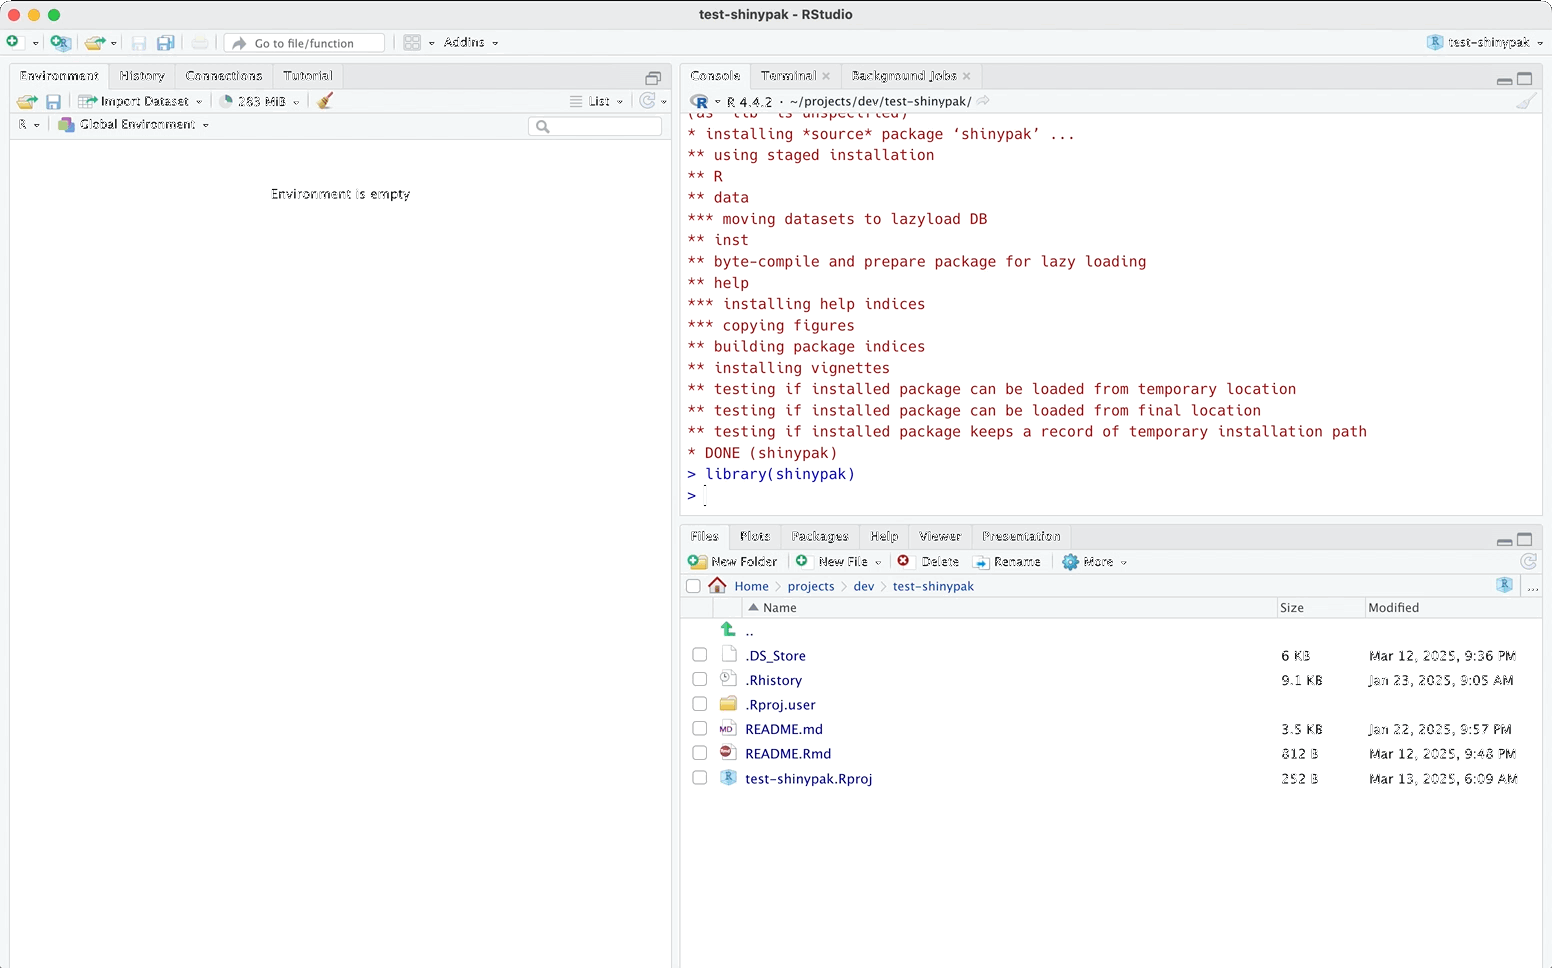 test-shinypak - RStudio
Go to file/function
Addins
test-shinypak
Environment History Connections Tutorial
Import Dataset
263 MiB
List
R
Global Environment
Environment is empty
Console Terminal Background Jobs
R 4.4.2 · ~/projects/dev/test-shinypak/
(as 'lib' is unspecified)
* installing *source* package ‘shinypak’ ...
** using staged installation
** R
** data
*** moving datasets to lazyload DB
** inst
** byte-compile and prepare package for lazy loading
** help
*** installing help indices
*** copying figures
** building package indices
** installing vignettes
** testing if installed package can be loaded from temporary location
** testing if installed package can be loaded from final location
** testing if installed package keeps a record of temporary installation path
* DONE (shinypak)
> library(shinypak)
>
Files Plots Packages Help Viewer Presentation
New Folder New File Delete Rename More
Home projects dev test-shinypak
...
Name Size Modified
..
.DS_Store 6 KB Mar 12, 2025, 9:36 PM
.Rhistory 9.1 KB Jan 23, 2025, 9:05 AM
.Rproj.user
README.md 3.5 KB Jan 22, 2025, 9:57 PM
README.Rmd 812 B Mar 12, 2025, 9:48 PM
test-shinypak.Rproj 252 B Mar 13, 2025, 6:09 AM